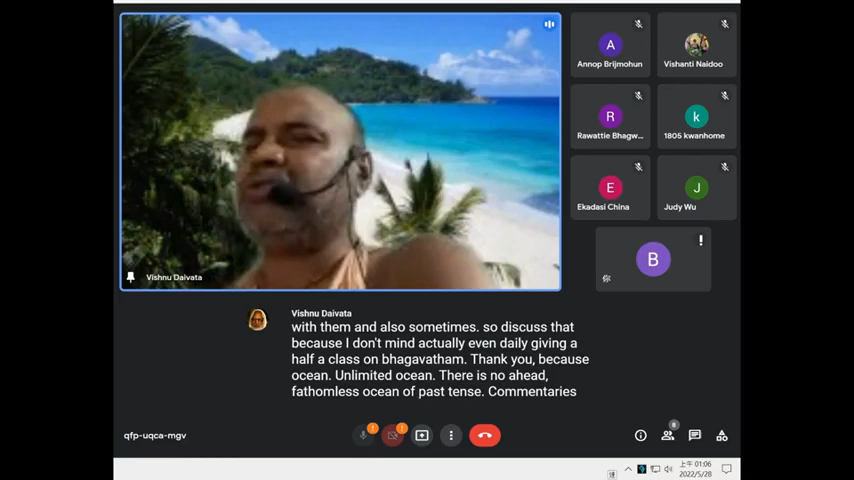 A
Annop Brijmohun
Vishanti Naidoo
R
Rawattie Bhagw...
k
1805 kwanhome
E
Ekadasi China
J
Judy Wu
B
你
Vishnu Daivata
Vishnu Daivata
with them and also sometimes. so discuss that
because I don't mind actually even daily giving a
half a class on bhagavatham. Thank you, because
ocean. Unlimited ocean. There is no ahead,
fathomless ocean of past tense. Commentaries
qfp-uqca-mgv
8
上午 01:06
2022/5/28